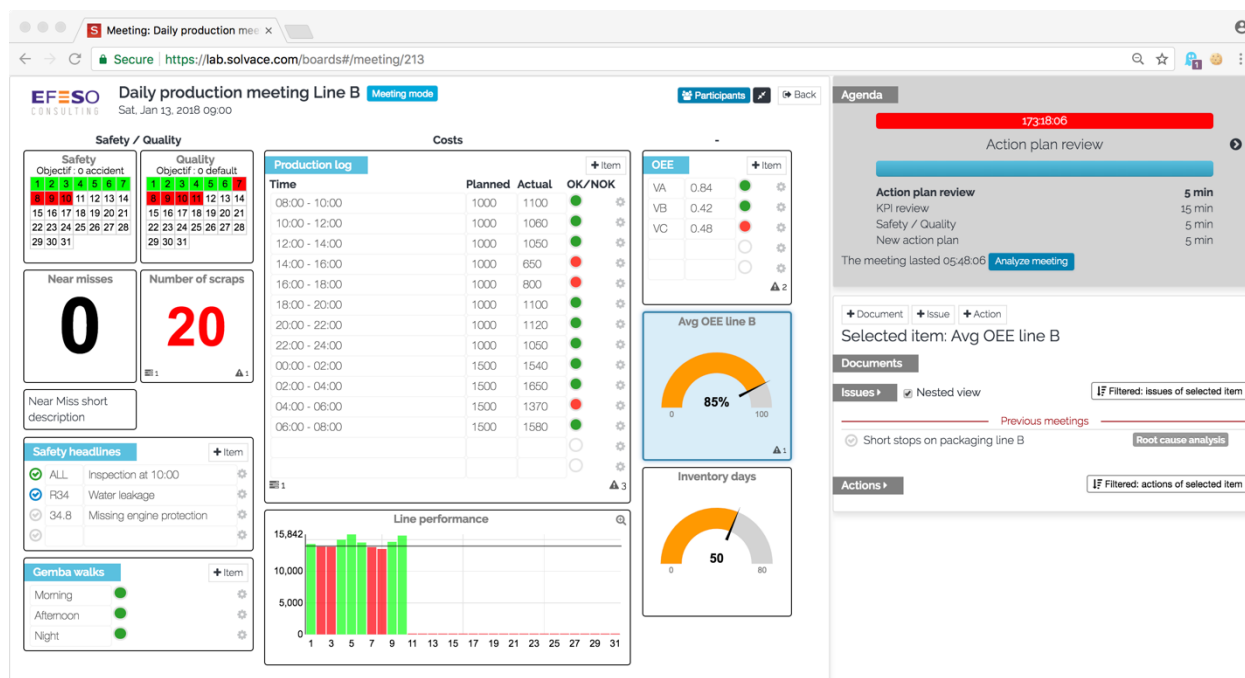 S Meeting: Daily production mee ×
Secure https://lab.solvace.com/boards#/meeting/213
1
EFESO
CONSULTING
Daily production meeting Line B Meeting mode
Sat, Jan 13, 2018 09:00
Participants
Back
Safety / Quality
Costs
-
Safety
Objectif : 0 accident
1 2 3 4 5 6 7
8 9 10 11 12 13 14
15 16 17 18 19 20 21
22 23 24 25 26 27 28
29 30 31
Quality
Objectif : 0 default
1 2 3 4 5 6 7
8 9 10 11 12 13 14
15 16 17 18 19 20 21
22 23 24 25 26 27 28
29 30 31
Near misses
0
Number of scraps
20
1 1
Near Miss short
description
Safety headlines + Item
ALL Inspection at 10:00
R34 Water leakage
34.8 Missing engine protection
Gemba walks + Item
Morning
Afternoon
Night
Production log + Item
Time Planned Actual OK/NOK
08:00 - 10:00 1000 1100
10:00 - 12:00 1000 1060
12:00 - 14:00 1000 1050
14:00 - 16:00 1000 650
16:00 - 18:00 1000 800
18:00 - 20:00 1000 1100
20:00 - 22:00 1000 1120
22:00 - 24:00 1000 1050
00:00 - 02:00 1500 1540
02:00 - 04:00 1500 1650
04:00 - 06:00 1500 1370
06:00 - 08:00 1500 1580
1 3
Line performance
15,842
10,000
5,000
0
1 3 5 7 9 11 13 15 17 19 21 23 25 27 29 31
OEE + Item
VA 0.84
VB 0.42
VC 0.48
2
Avg OEE line B
85%
0 100
1
Inventory days
50
0 80
Agenda
173:18:06
Action plan review
Action plan review 5 min
KPI review 15 min
Safety / Quality 5 min
New action plan 5 min
The meeting lasted 05:48:06 Analyze meeting
+ Document + Issue + Action
Selected item: Avg OEE line B
Documents
Issues Nested view Filtered: issues of selected item
Previous meetings
Short stops on packaging line B Root cause analysis
Actions Filtered: actions of selected item